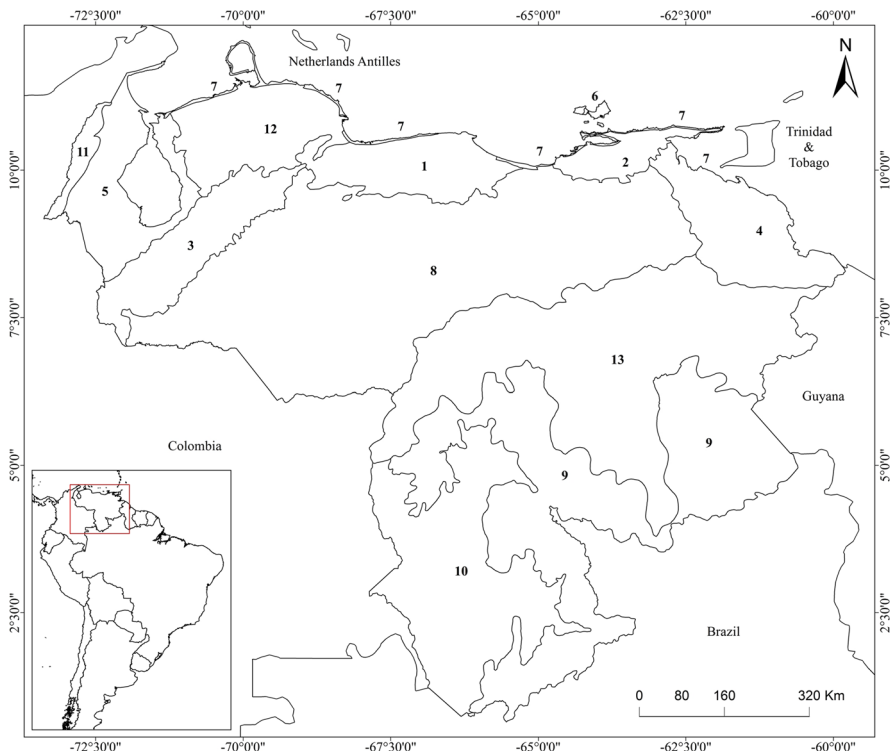 -72°30'0" -70°0'0" -67°30'0" -65°0'0" -62°30'0" -60°0'0"
N
Netherlands Antilles
7 7 6
7 7
12
11
Trinidad
&
Tobago
10°0'0" 10°0'0"
7 1 2 7
5
3
4
8
7°30'0" 7°30'0"
13
Guyana
Colombia
9
5°0'0" 5°0'0"
9
10
2°30'0" 2°30'0"
Brazil
0 80 160 320 Km
-72°30'0" -70°0'0" -67°30'0" -65°0'0" -62°30'0" -60°0'0"